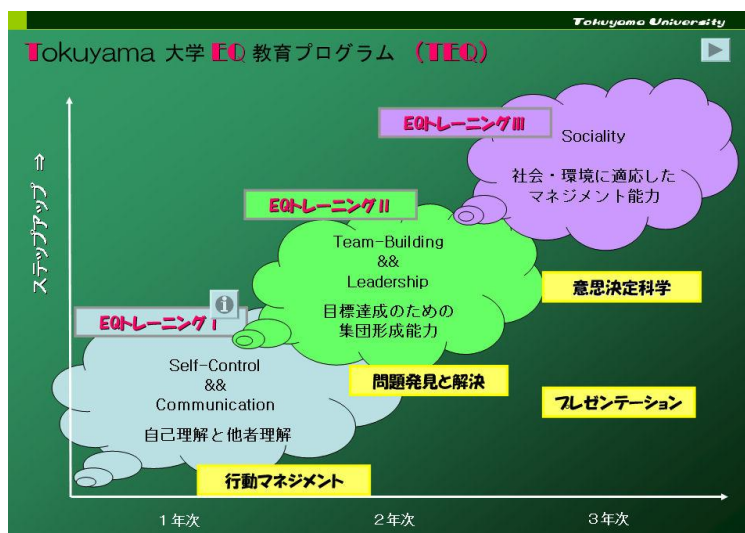 Tokuyama University
Tokuyama 大学 EQ 教育プログラム (TEQ)
ステップアップ ⇒
EQトレーニングⅢ
Sociality
社会・環境に適応した
マネジメント能力
EQトレーニングⅡ
Team-Building
&&
Leadership
目標達成のための
集団形成能力
意思決定科学
EQトレーニングⅠ
Self-Control
&&
Communication
自己理解と他者理解
問題発見と解決
プレゼンテーション
行動マネジメント
1年次
2年次
3年次